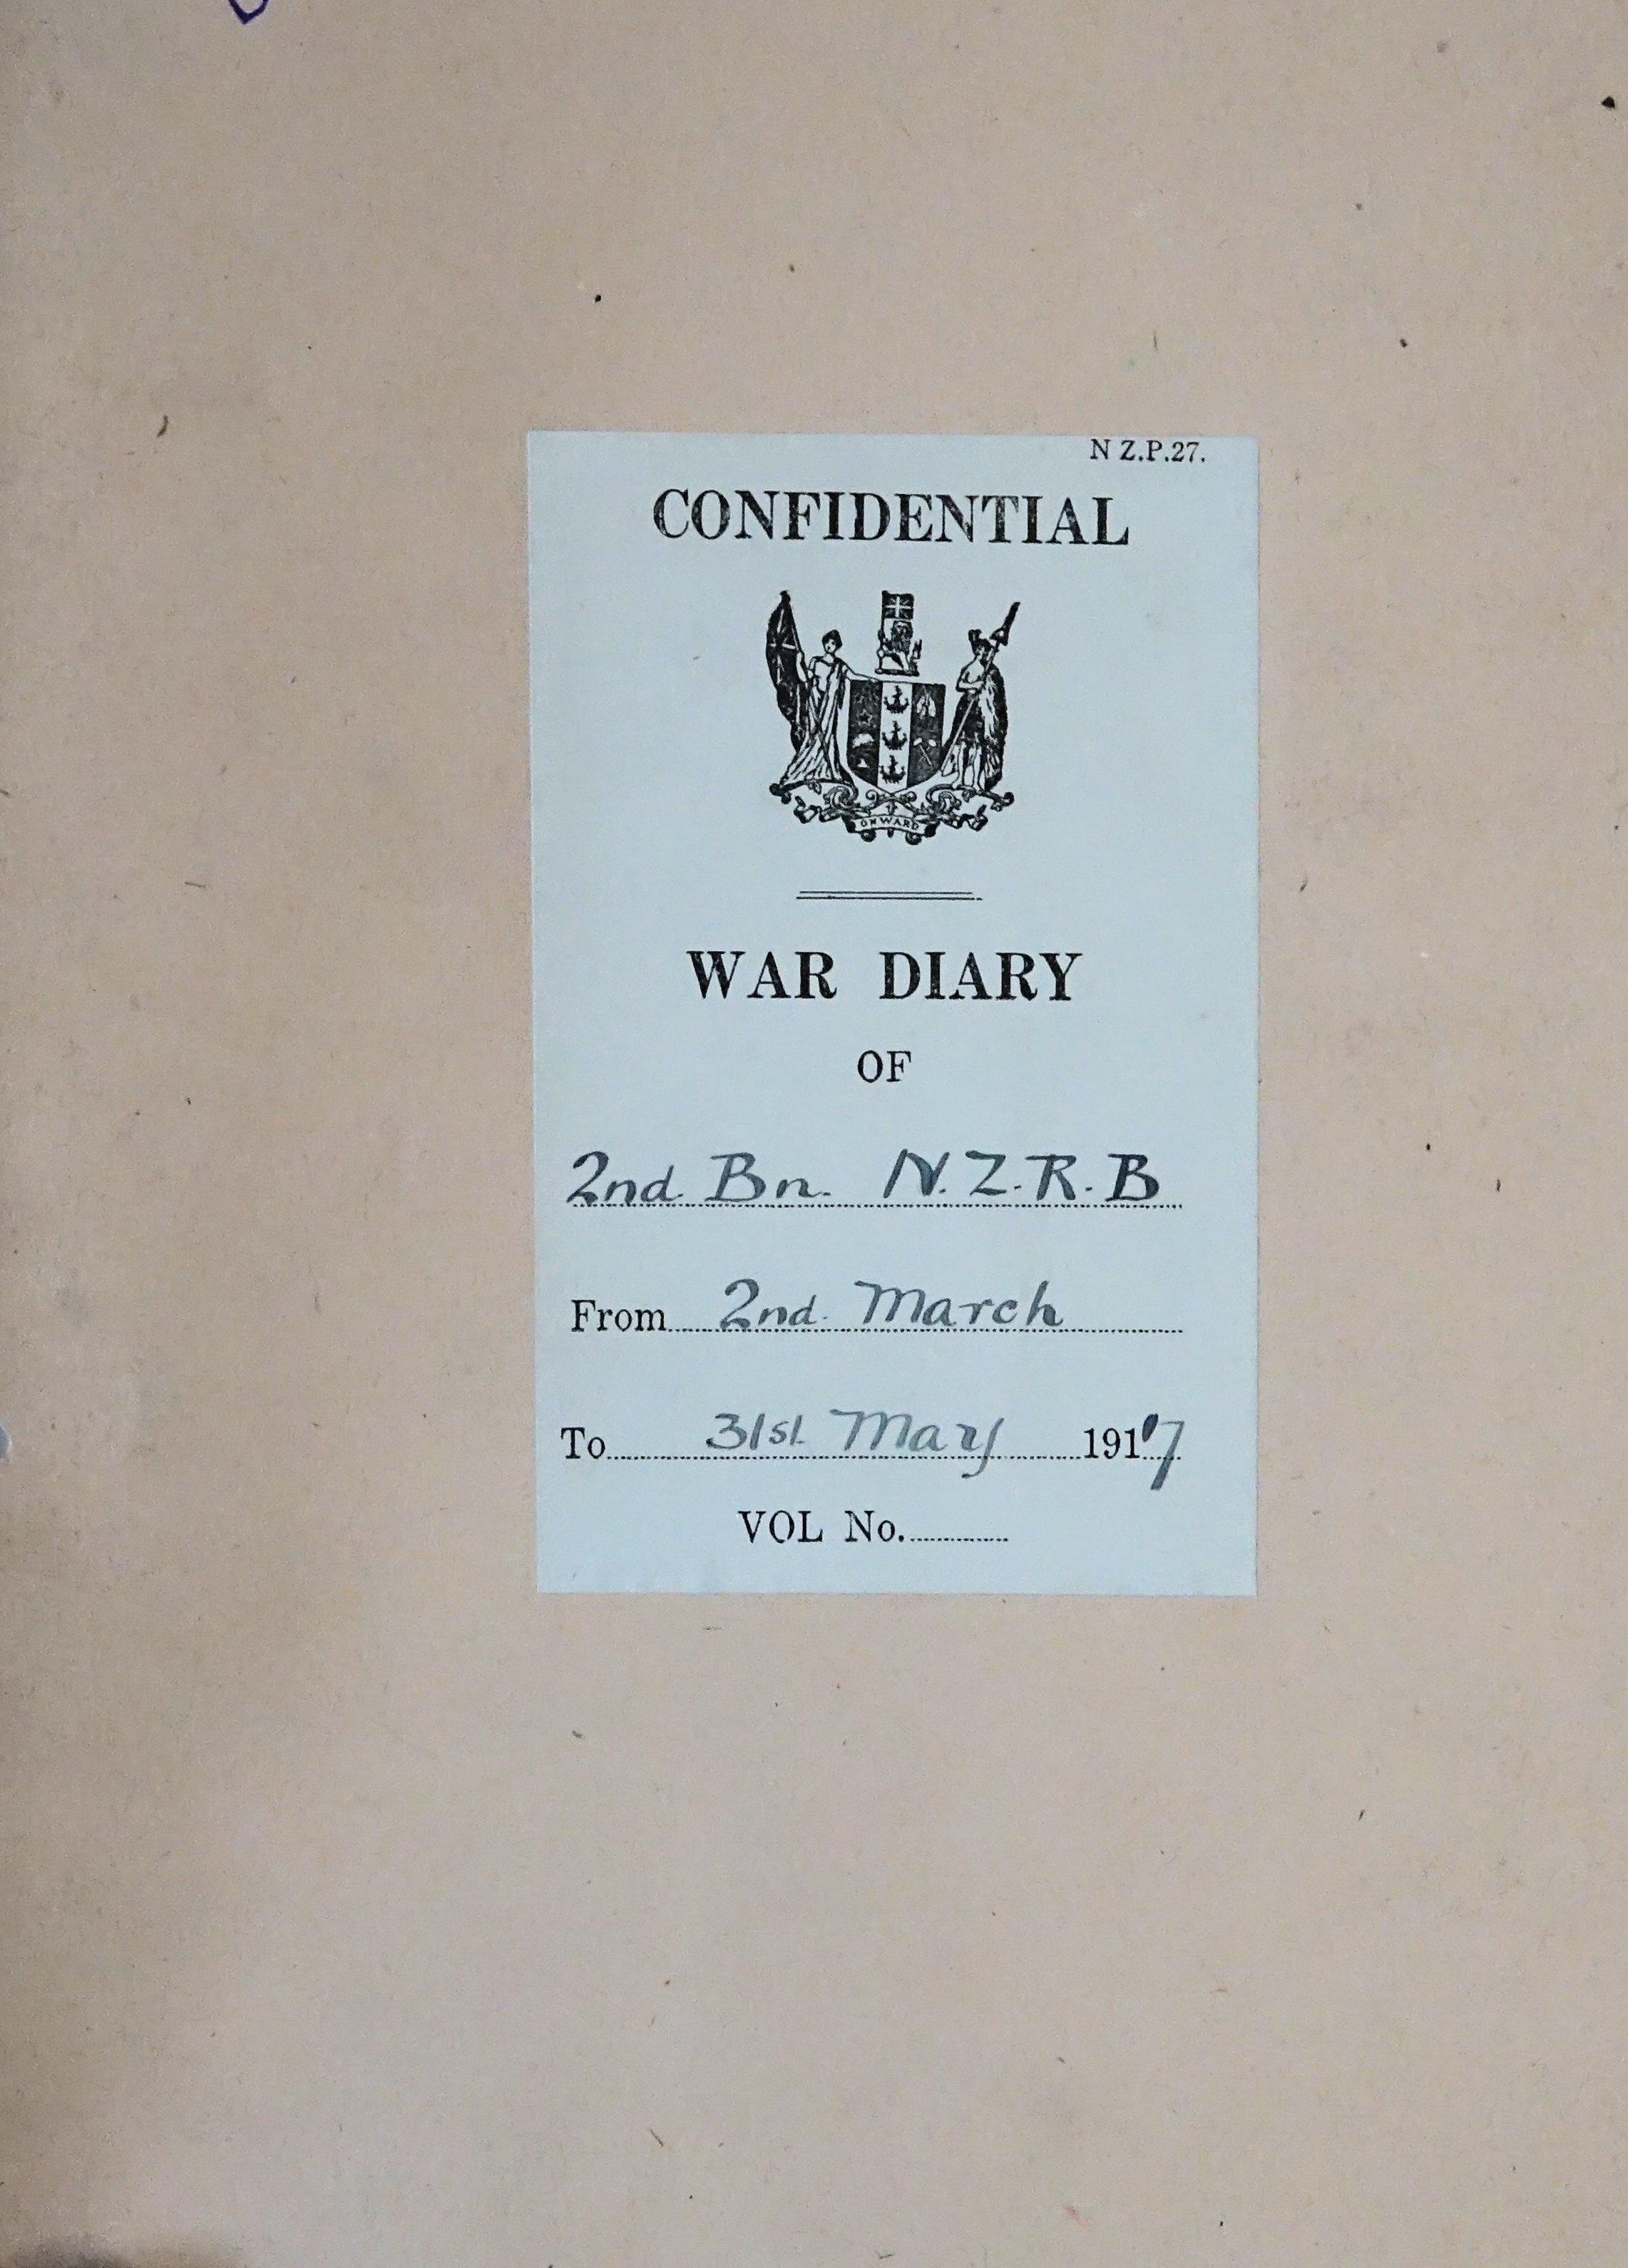 N Z.P.27.
CONFIDENTIAL
ONWARD
WAR DIARY
OF
2nd. Bn. N.Z.R.B
From 2nd. March
To 31st. May 1917
VOL No.